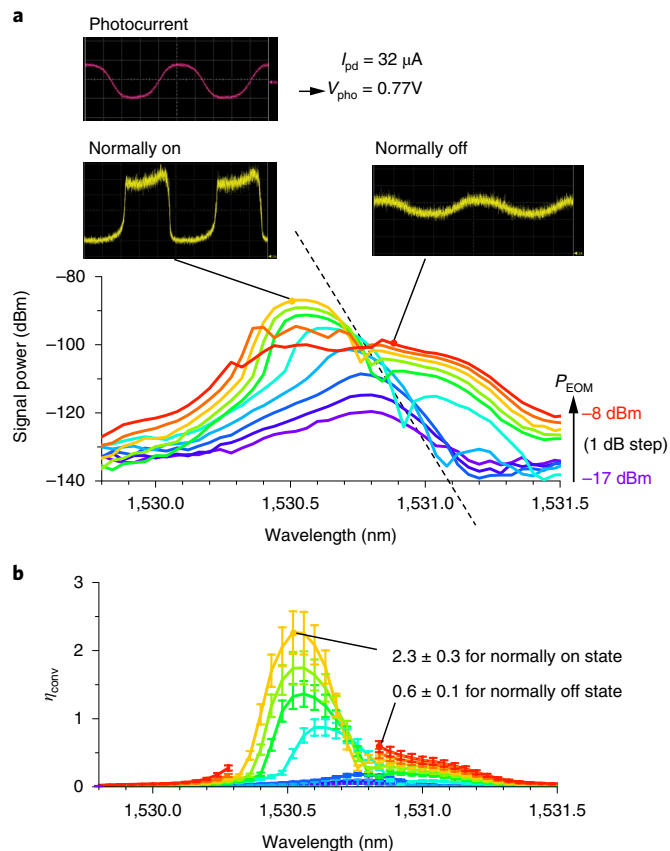 a
Photocurrent
I_pd = 32 μA
V_pho = 0.77V
Normally on
Normally off
Signal power (dBm)
−80
−100
−120
−140
1,530.0
1,530.5
1,531.0
1,531.5
Wavelength (nm)
P_EOM
−8 dBm
(1 dB step)
−17 dBm
b
η_conv
3
2
1
0
2.3 ± 0.3 for normally on state
0.6 ± 0.1 for normally off state
1,530.0
1,530.5
1,531.0
1,531.5
Wavelength (nm)